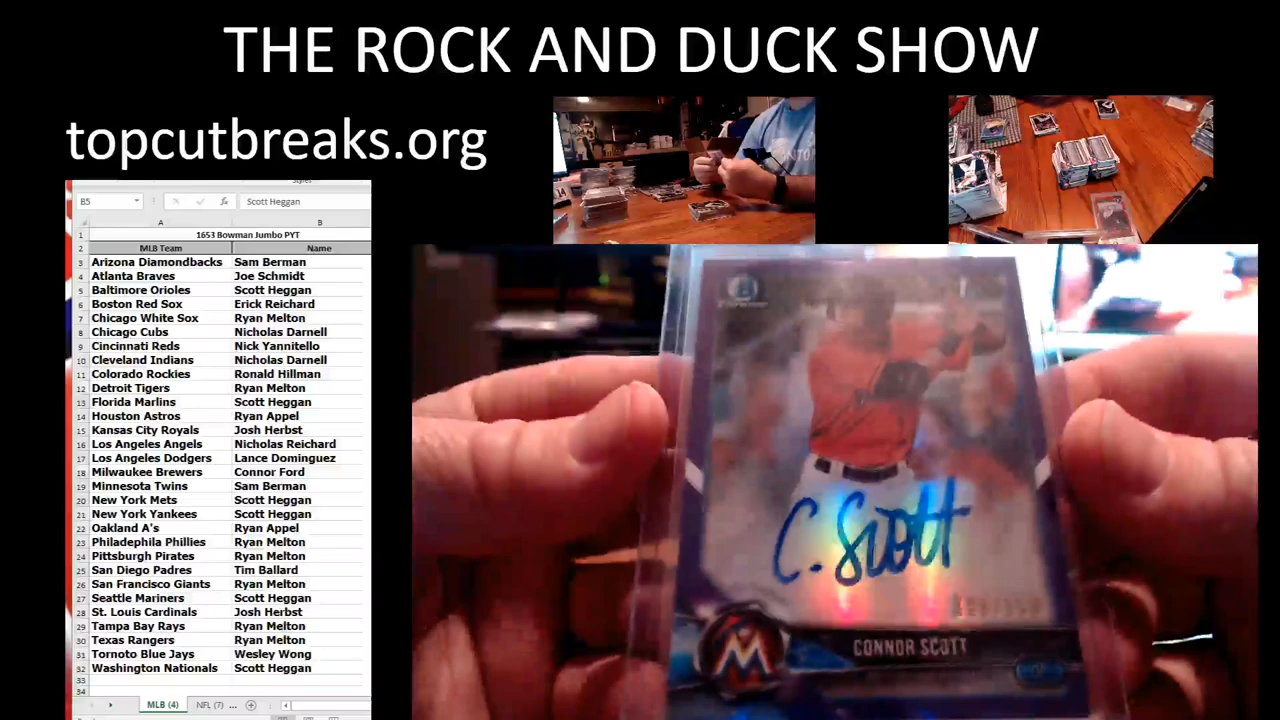 THE ROCK AND DUCK SHOW
topcutbreaks.org
B5 fx Scott Heggan
A B
1 1653 Bowman Jumbo PYT
2 MLB Team Name
3 Arizona Diamondbacks Sam Berman
4 Atlanta Braves Joe Schmidt
5 Baltimore Orioles Scott Heggan
6 Boston Red Sox Erick Reichard
7 Chicago White Sox Ryan Melton
8 Chicago Cubs Nicholas Darnell
9 Cincinnati Reds Nick Yannitello
10 Cleveland Indians Nicholas Darnell
11 Colorado Rockies Ronald Hillman
12 Detroit Tigers Ryan Melton
13 Florida Marlins Scott Heggan
14 Houston Astros Ryan Appel
15 Kansas City Royals Josh Herbst
16 Los Angeles Angels Nicholas Reichard
17 Los Angeles Dodgers Lance Dominguez
18 Milwaukee Brewers Connor Ford
19 Minnesota Twins Sam Berman
20 New York Mets Scott Heggan
21 New York Yankees Scott Heggan
22 Oakland A's Ryan Appel
23 Philadephila Phillies Ryan Melton
24 Pittsburgh Pirates Ryan Melton
25 San Diego Padres Tim Ballard
26 San Francisco Giants Ryan Melton
27 Seattle Mariners Scott Heggan
28 St. Louis Cardinals Josh Herbst
29 Tampa Bay Rays Ryan Melton
30 Texas Rangers Ryan Melton
31 Tornoto Blue Jays Wesley Wong
32 Washington Nationals Scott Heggan
33
34
MLB (4) NFL (7) ...
C. Scott
M
CONNOR SCOTT